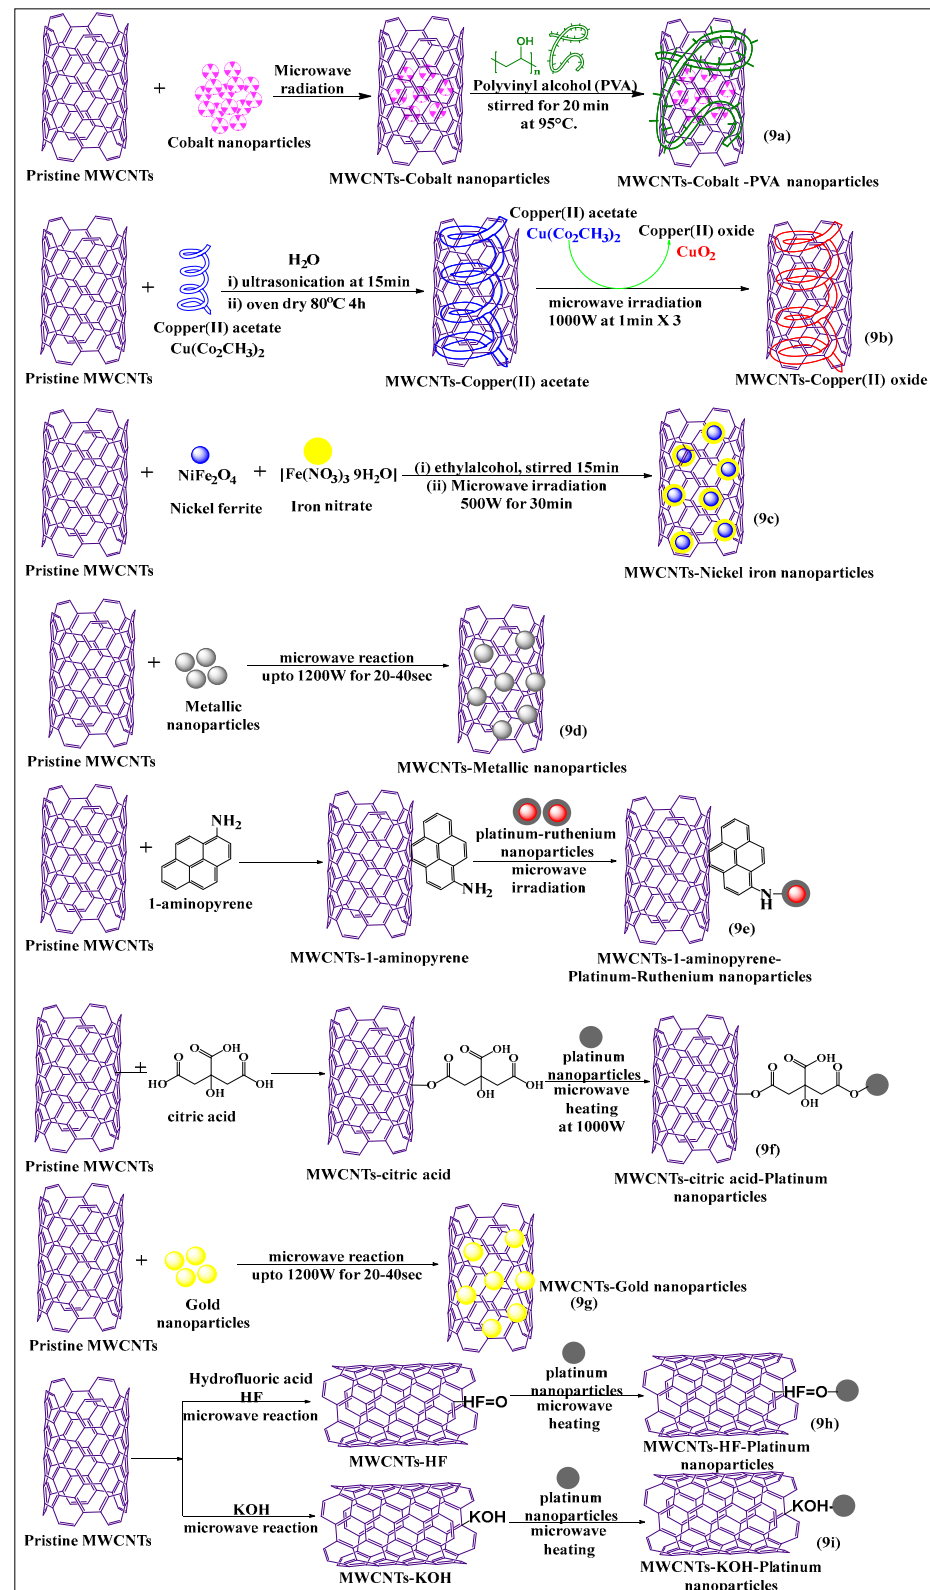 OH
n
Microwave
radiation
Polyvinyl alcohol (PVA)
stirred for 20 min
at 95°C.
+
Cobalt nanoparticles
(9a)
Pristine MWCNTs
MWCNTs-Cobalt nanoparticles
MWCNTs-Cobalt -PVA nanoparticles
Copper(II) acetate
Cu(Co₂CH₃)₂
Copper(II) oxide
CuO₂
H₂O
i) ultrasonication at 15min
ii) oven dry 80⁰C 4h
+
microwave irradiation
1000W at 1min X 3
Copper(II) acetate
Cu(Co₂CH₃)₂
(9b)
Pristine MWCNTs
MWCNTs-Copper(II) acetate
MWCNTs-Copper(II) oxide
+
NiFe₂O₄
+
|Fe(NO₃)₃ 9H₂O|
(i) ethylalcohol, stirred 15min
(ii) Microwave irradiation
500W for 30min
Nickel ferrite
Iron nitrate
(9c)
Pristine MWCNTs
MWCNTs-Nickel iron nanoparticles
+
microwave reaction
upto 1200W for 20-40sec
Metallic
nanoparticles
(9d)
Pristine MWCNTs
MWCNTs-Metallic nanoparticles
+
NH₂
1-aminopyrene
NH₂
platinum-ruthenium
nanoparticles
microwave
irradiation
N
H
(9e)
Pristine MWCNTs
MWCNTs-1-aminopyrene
MWCNTs-1-aminopyrene-
Platinum-Ruthenium nanoparticles
+
O
OH
O
O
HO
OH
OH
citric acid
O
O
OH
O
O
OH
OH
platinum
nanoparticles
microwave
heating
at 1000W
O
O
OH
O
O
O
OH
(9f)
Pristine MWCNTs
MWCNTs-citric acid
MWCNTs-citric acid-Platinum
nanoparticles
+
microwave reaction
upto 1200W for 20-40sec
Gold
nanoparticles
MWCNTs-Gold nanoparticles
(9g)
Pristine MWCNTs
Hydrofluoric acid
HF
microwave reaction
HF=O
platinum
nanoparticles
microwave
heating
HF=O
(9h)
MWCNTs-HF
MWCNTs-HF-Platinum
nanoparticles
KOH
microwave reaction
KOH
platinum
nanoparticles
microwave
heating
KOH
(9i)
Pristine MWCNTs
MWCNTs-KOH
MWCNTs-KOH-Platinum
nanoparticles